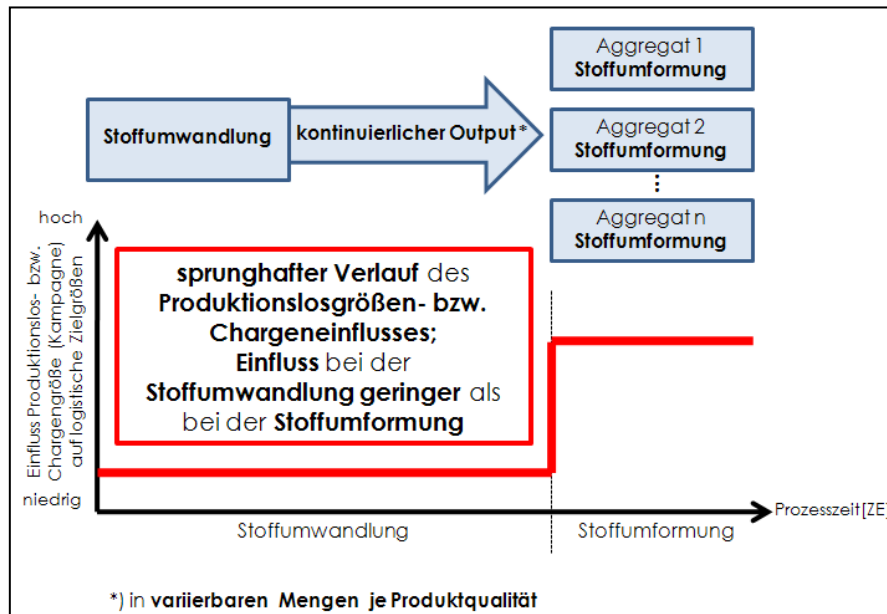 Aggregat 1
Stoffumformung
Stoffumwandlung
kontinuierlicher Output *
Aggregat 2
Stoffumformung
⋮
Aggregat n
Stoffumformung
hoch
Einfluss Produktionslos- bzw.
Chargengröße (Kampagne)
auf logistische Zielgrößen
niedrig
sprunghafter Verlauf des
Produktionslosgrößen- bzw.
Chargeneinflusses;
Einfluss bei der
Stoffumwandlung geringer als
bei der Stoffumformung
Prozesszeit[ZE]
Stoffumwandlung
Stoffumformung
*) in variierbaren Mengen je Produktqualität